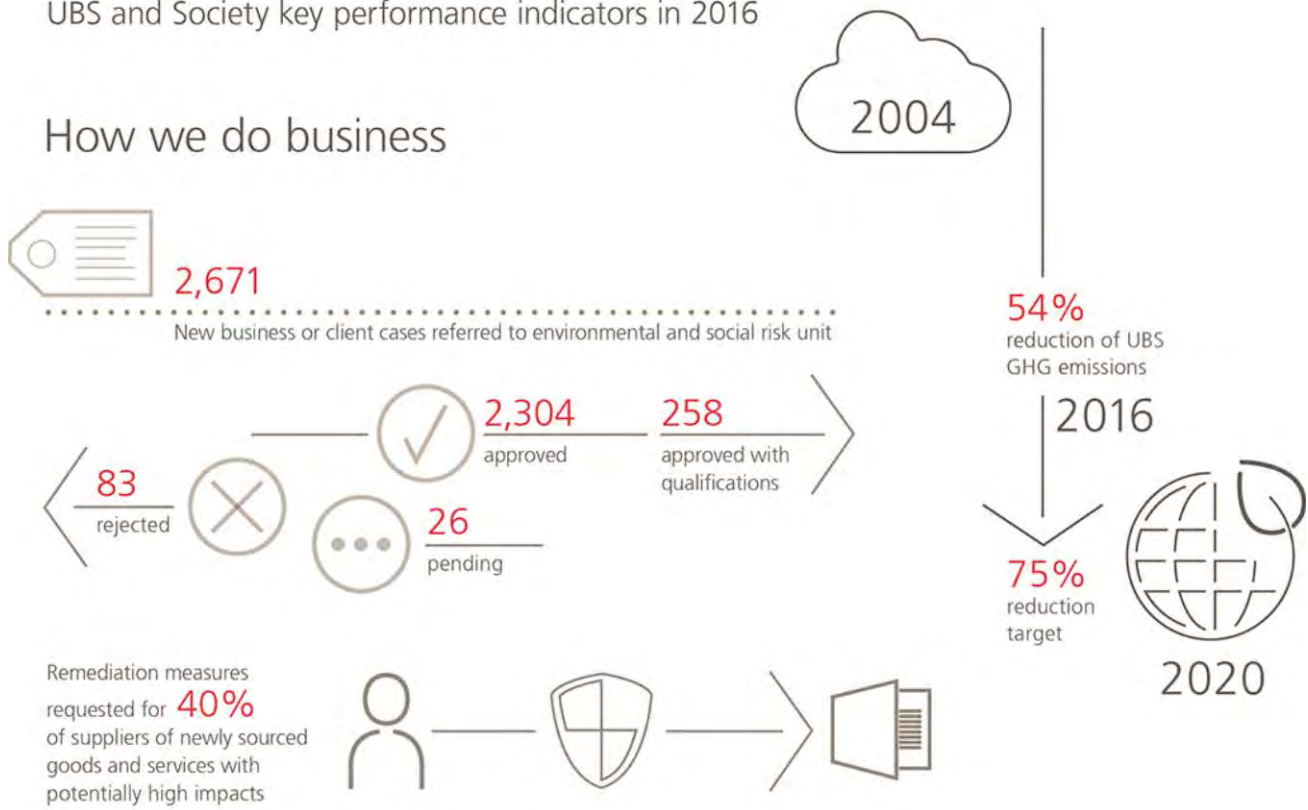 UBS and Society key performance indicators in 2016
How we do business
2004
2,671
New business or client cases referred to environmental and social risk unit
54%
reduction of UBS
GHG emissions
2016
2,304
approved
258
approved with
qualifications
83
rejected
26
pending
75%
reduction
target
2020
Remediation measures
requested for 40%
of suppliers of newly sourced
goods and services with
potentially high impacts